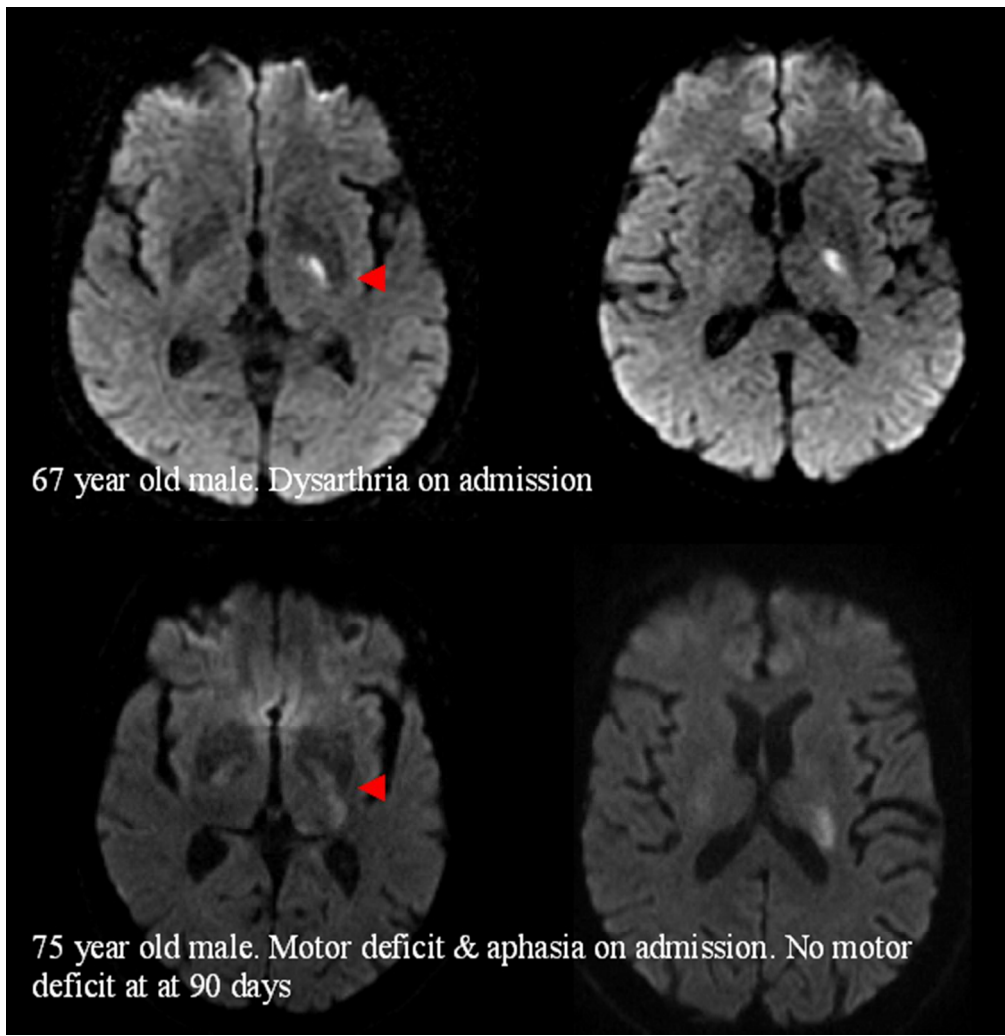 67 year old male. Dysarthria on admission
75 year old male. Motor deficit & aphasia on admission. No motor
deficit at at 90 days